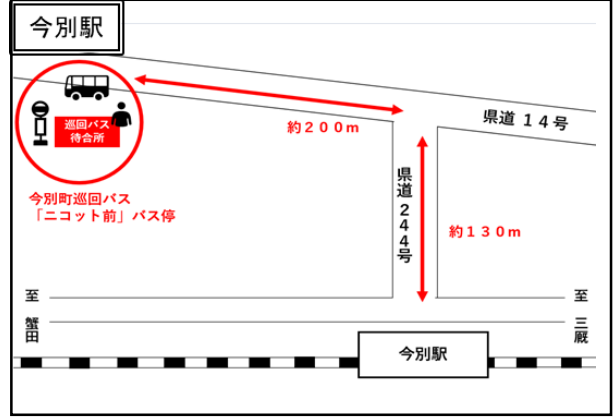 今別駅
巡回バス
待合所
約200m
県道 14号
今別町巡回バス
「ニコット前」バス停
県道244号
約130m
至 蟹田
至 三厩
今別駅